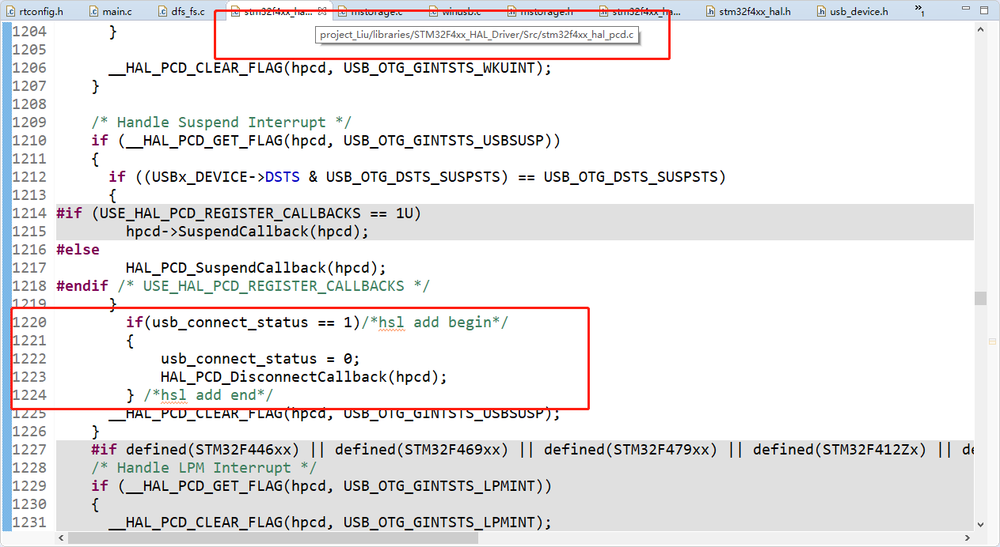 rtconfig.h main.c dfs_fs.c stm32f4xx_ha... mstorage.c winusb.c mstorage.h stm32f4xx_ha... stm32f4xx_hal.h usb_device.h »1
project_Liu/libraries/STM32F4xx_HAL_Driver/Src/stm32f4xx_hal_pcd.c
1204 }
1205
1206 __HAL_PCD_CLEAR_FLAG(hpcd, USB_OTG_GINTSTS_WKUINT);
1207 }
1208
1209 /* Handle Suspend Interrupt */
1210 if (__HAL_PCD_GET_FLAG(hpcd, USB_OTG_GINTSTS_USBSUSP))
1211 {
1212 if ((USBx_DEVICE->DSTS & USB_OTG_DSTS_SUSPSTS) == USB_OTG_DSTS_SUSPSTS)
1213 {
1214 #if (USE_HAL_PCD_REGISTER_CALLBACKS == 1U)
1215 hpcd->SuspendCallback(hpcd);
1216 #else
1217 HAL_PCD_SuspendCallback(hpcd);
1218 #endif /* USE_HAL_PCD_REGISTER_CALLBACKS */
1219 }
1220 if(usb_connect_status == 1)/*hsl add begin*/
1221 {
1222 usb_connect_status = 0;
1223 HAL_PCD_DisconnectCallback(hpcd);
1224 } /*hsl add end*/
1225 __HAL_PCD_CLEAR_FLAG(hpcd, USB_OTG_GINTSTS_USBSUSP);
1226 }
1227 #if defined(STM32F446xx) || defined(STM32F469xx) || defined(STM32F479xx) || defined(STM32F412Zx) || de
1228 /* Handle LPM Interrupt */
1229 if (__HAL_PCD_GET_FLAG(hpcd, USB_OTG_GINTSTS_LPMINT))
1230 {
1231 __HAL_PCD_CLEAR_FLAG(hpcd, USB_OTG_GINTSTS_LPMINT);